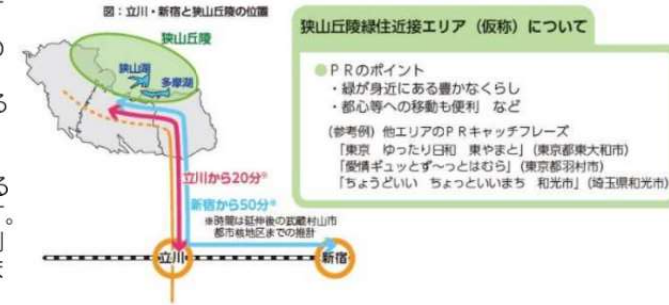 図：立川・新宿と狭山丘陵の位置
狭山丘陵
狭山湖
多摩湖
立川から20分※
新宿から50分※
※時間は延伸後の武蔵村山市
都市核地区までの推計
立川
新宿
狭山丘陵緑住近接エリア（仮称）について
●ＰＲのポイント
・緑が身近にある豊かなくらし
・都心等への移動も便利　など
（参考例）他エリアのＰＲキャッチフレーズ
「東京　ゆったり日和　東やまと」（東京都東大和市）
「愛情ギュッとず～っとはむら」（東京都羽村市）
「ちょうどいい　ちょっといいまち　和光市」（埼玉県和光市）
の
る
る
。